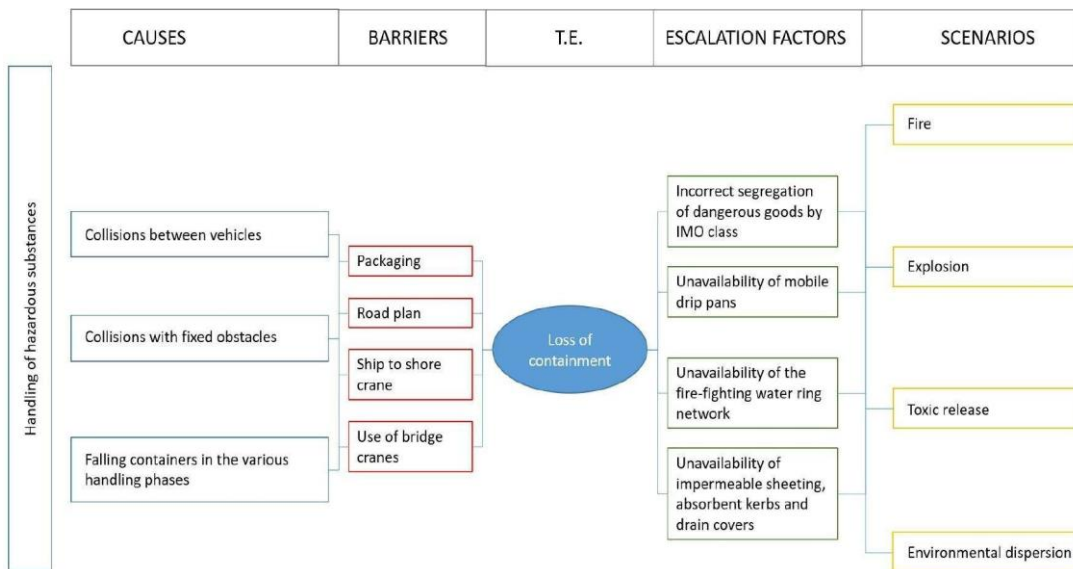 CAUSES
BARRIERS
T.E.
ESCALATION FACTORS
SCENARIOS
Handling of hazardous substances
Collisions between vehicles
Collisions with fixed obstacles
Falling containers in the various
handling phases
Packaging
Road plan
Ship to shore
crane
Use of bridge
cranes
Loss of
containment
Incorrect segregation
of dangerous goods by
IMO class
Unavailability of mobile
drip pans
Unavailability of the
fire-fighting water ring
network
Unavailability of
impermeable sheeting,
absorbent kerbs and
drain covers
Fire
Explosion
Toxic release
Environmental dispersion